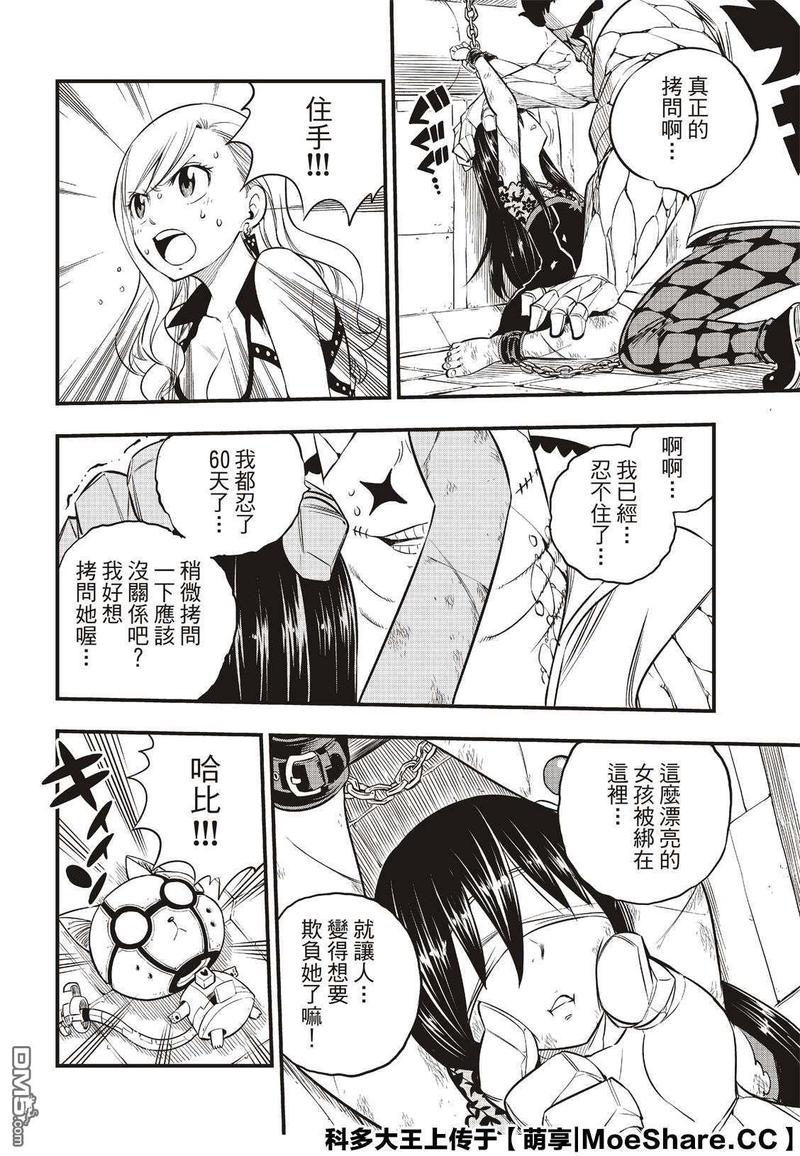 真正的
拷問啊…
住手!!!
啊啊…
我已經…
忍不住了…
我都忍了
60天了…
稍微拷問
一下應該
沒關係吧？
我好想
拷問她喔…
這麼漂亮的
女孩被綁在
這裡…
就讓人…
變得想要
欺負她了嘛！
哈比!!!
科多大王上传于【萌享|MoeShare.CC】